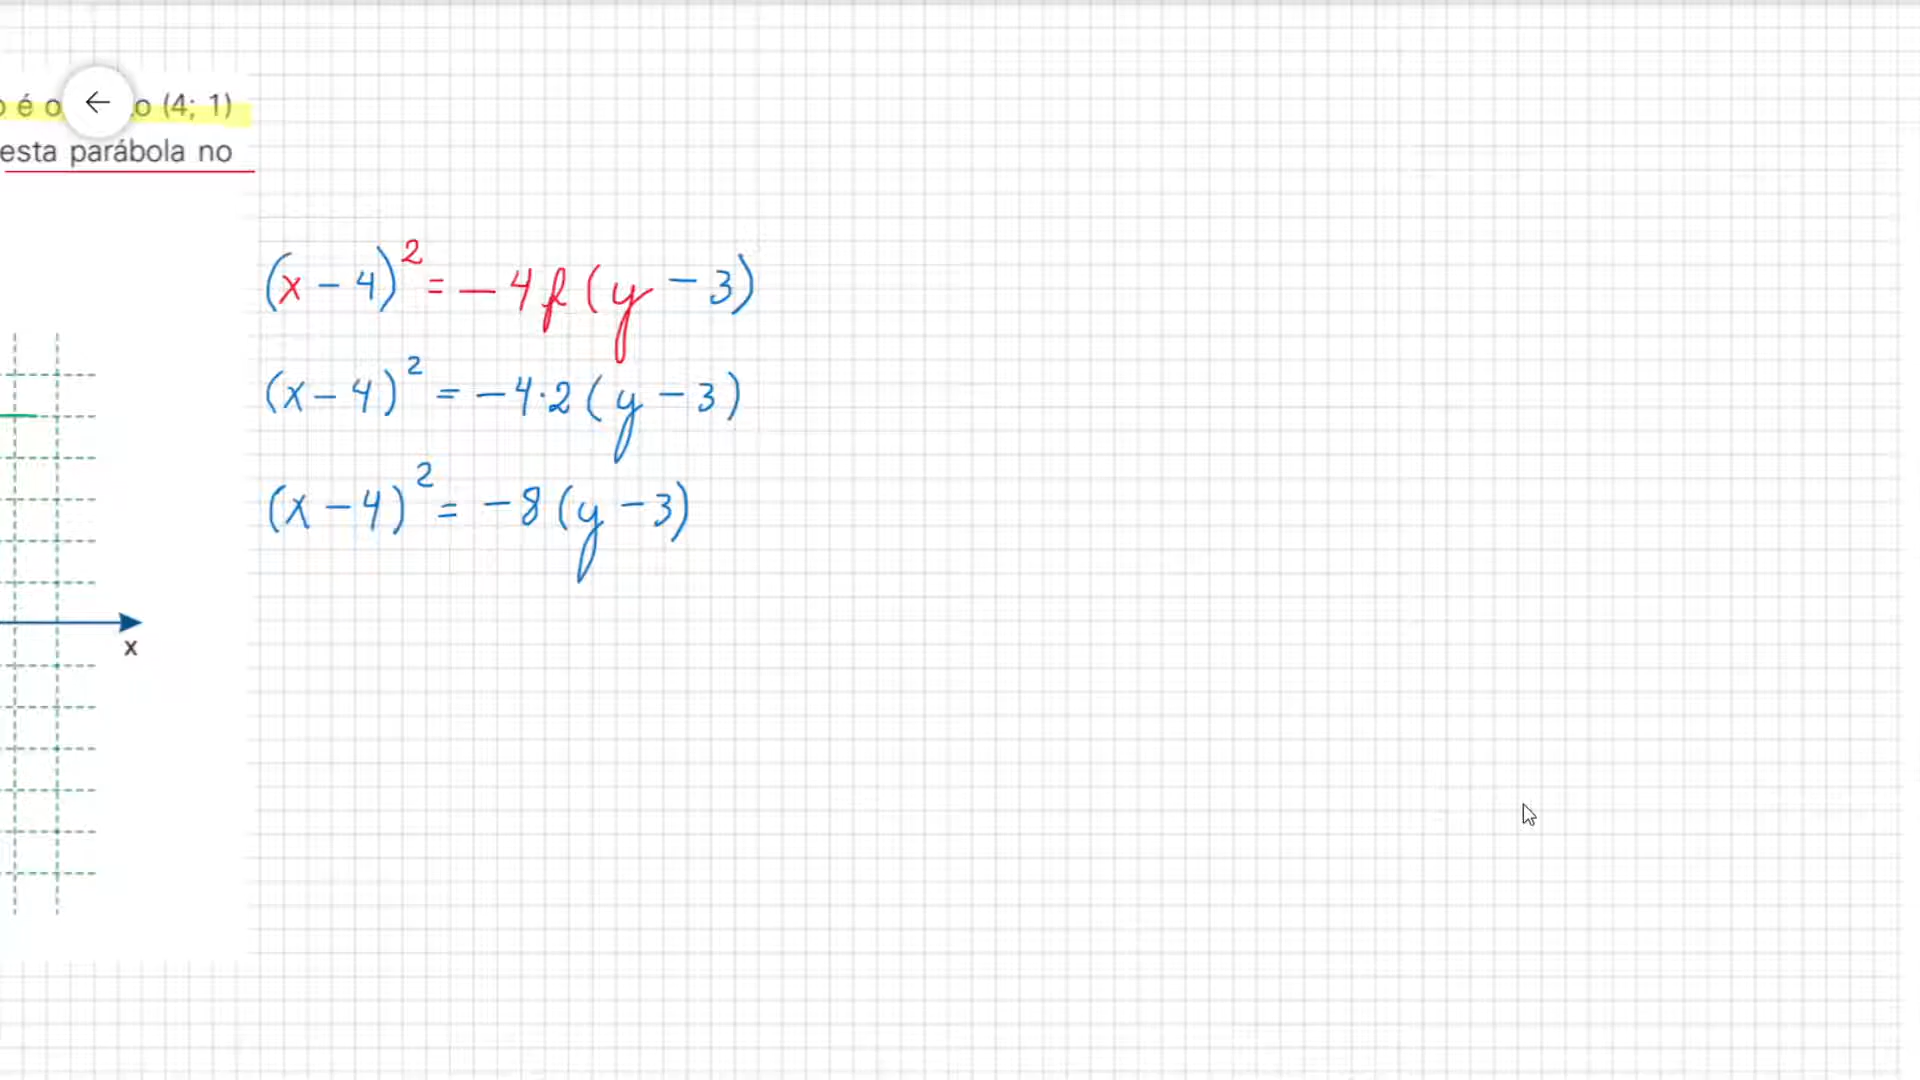 é o (4; 1)
esta parábola no
(x - 4)² = - 4f (y - 3)
(x - 4)² = - 4·2 (y - 3)
(x - 4)² = - 8 (y - 3)
x